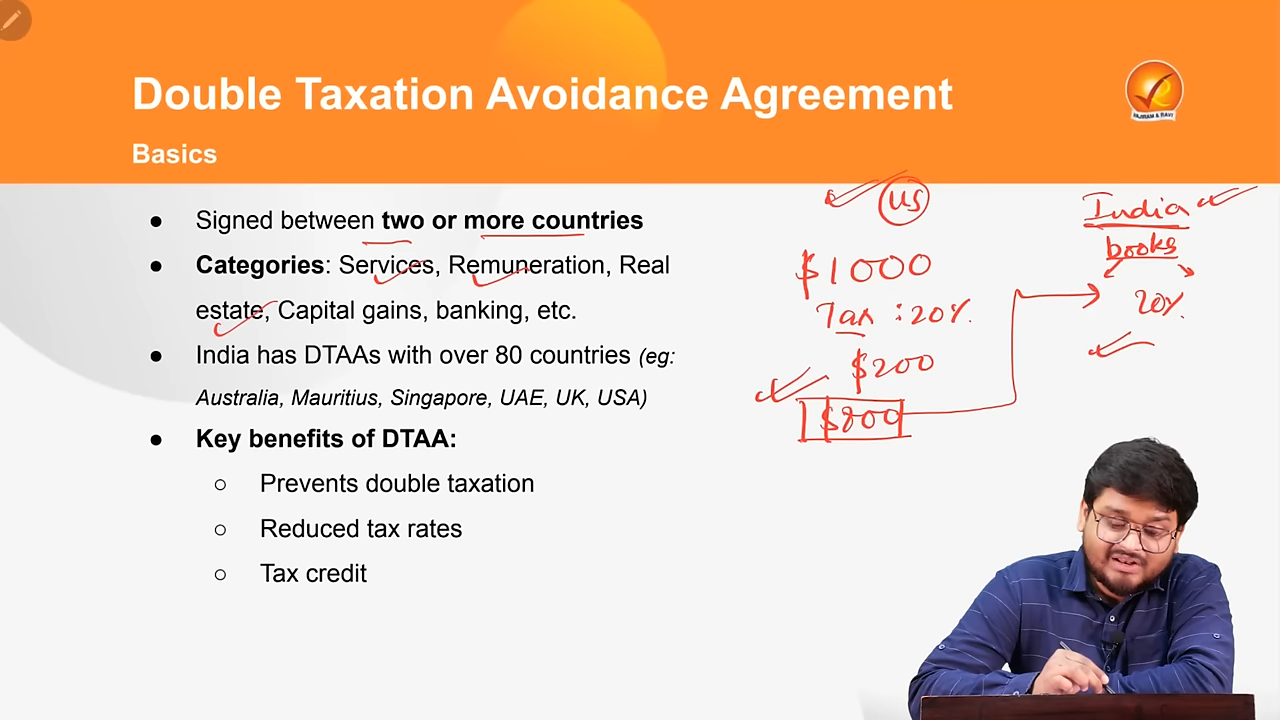 Double Taxation Avoidance Agreement
VAJIRAM & RAVI
Basics
● Signed between two or more countries
● Categories: Services, Remuneration, Real
estate, Capital gains, banking, etc.
● India has DTAAs with over 80 countries (eg:
Australia, Mauritius, Singapore, UAE, UK, USA)
● Key benefits of DTAA:
○ Prevents double taxation
○ Reduced tax rates
○ Tax credit
US
$1000
Tax : 20%
$200
$800
India
books
20%